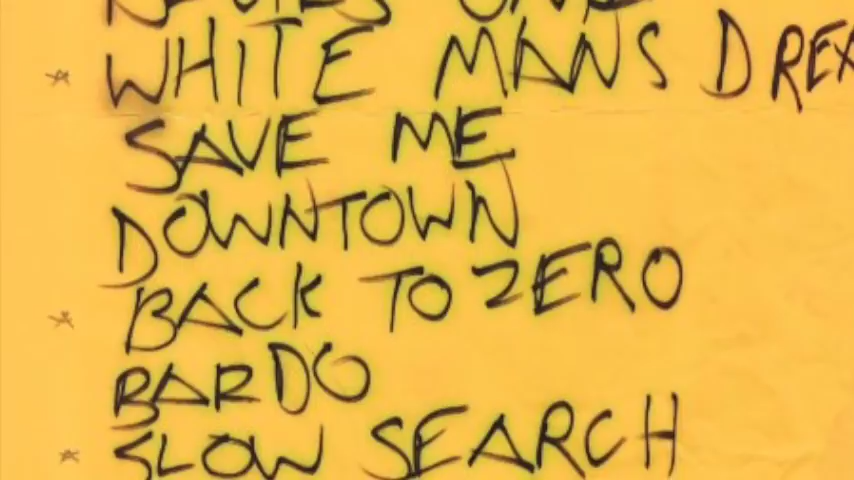 WHITE MANS DREX
SAVE ME
DOWNTOWN
BACK TO ZERO
BARDO
SLOW SEARCH